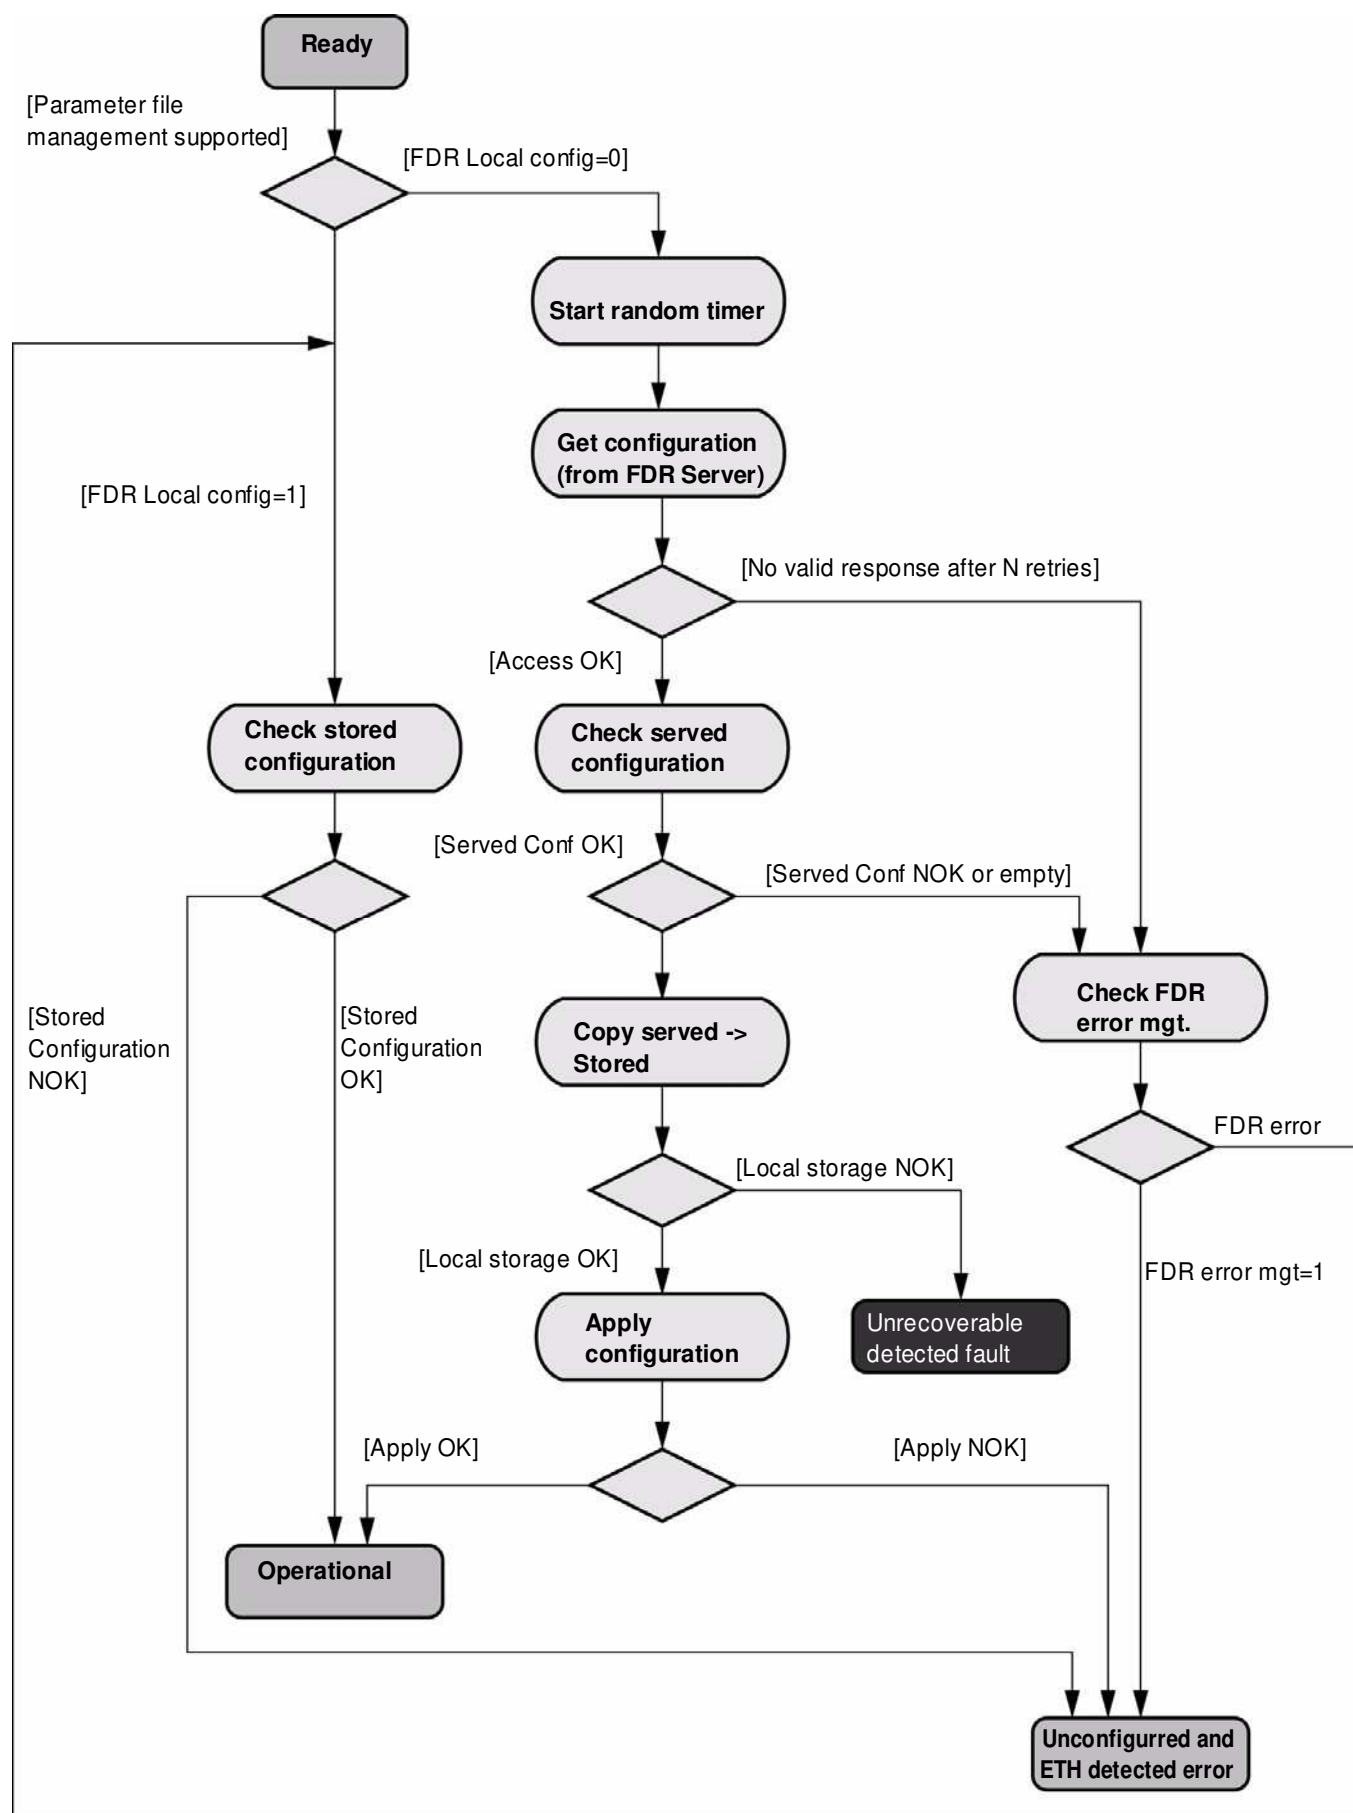 Ready
[Parameter file
management supported]
[FDR Local config=0]
Start random timer
Get configuration
(from FDR Server)
[FDR Local config=1]
[No valid response after N retries]
[Access OK]
Check stored
configuration
Check served
configuration
[Served Conf OK]
[Served Conf NOK or empty]
[Stored
Configuration
NOK]
[Stored
Configuration
OK]
Copy served ->
Stored
Check FDR
error mgt.
FDR error
[Local storage NOK]
[Local storage OK]
FDR error mgt=1
Apply
configuration
Unrecoverable
detected fault
[Apply OK]
[Apply NOK]
Operational
Unconfigurred and
ETH detected error